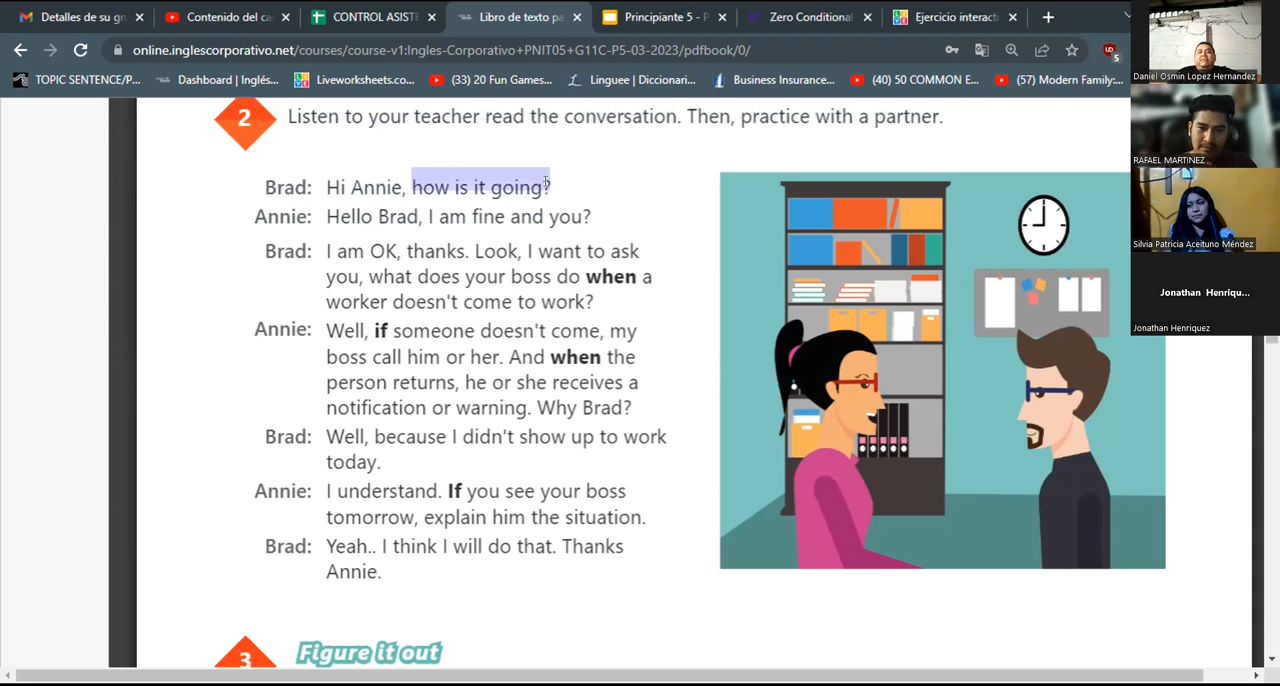 Detalles de su gr
Contenido del ca
CONTROL ASIST
Libro de texto pa
Principiante 5 - P
Zero Conditional
Ejercicio interact
online.inglescorporativo.net/courses/course-v1:Ingles-Corporativo+PNIT05+G11C-P5-03-2023/pdfbook/0/
5
TOPIC SENTENCE/P...
Dashboard | Inglés...
Liveworksheets.co...
(33) 20 Fun Games...
Linguee | Diccionari...
Business Insurance...
(40) 50 COMMON E...
(57) Modern Family:...
Daniel Osmin Lopez Hernandez
RAFAEL MARTINEZ
Silvia Patricia Aceituno Méndez
Jonathan Henriqu...
Jonathan Henriquez
2 Listen to your teacher read the conversation. Then, practice with a partner.
Brad: Hi Annie, how is it going?
Annie: Hello Brad, I am fine and you?
Brad: I am OK, thanks. Look, I want to ask
you, what does your boss do when a
worker doesn't come to work?
Annie: Well, if someone doesn't come, my
boss call him or her. And when the
person returns, he or she receives a
notification or warning. Why Brad?
Brad: Well, because I didn't show up to work
today.
Annie: I understand. If you see your boss
tomorrow, explain him the situation.
Brad: Yeah.. I think I will do that. Thanks
Annie.
3 Figure it out